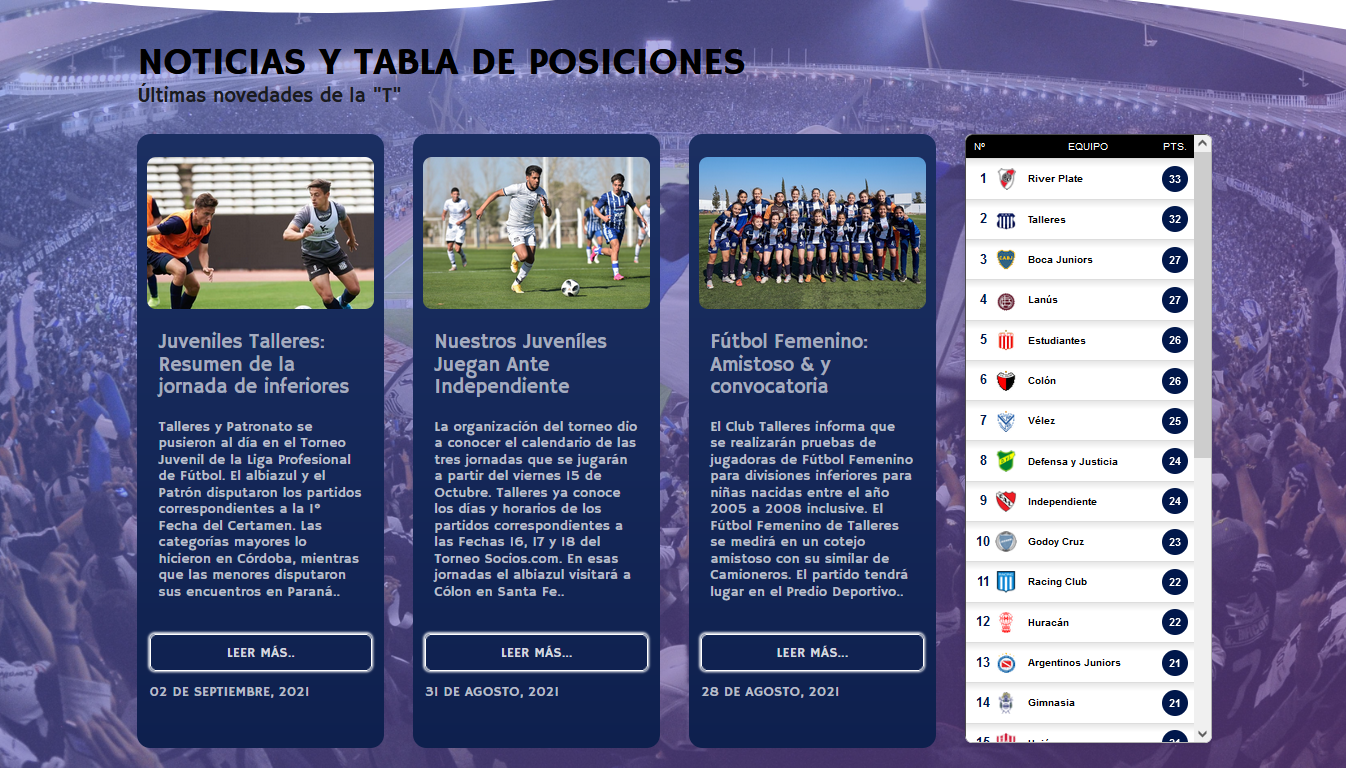 NOTICIAS Y TABLA DE POSICIONES
Últimas novedades de la "T"
Juveniles Talleres:
Resumen de la
jornada de inferiores
Talleres y Patronato se
pusieron al día en el Torneo
Juvenil de la Liga Profesional
de Fútbol. El albiazul y el
Patrón disputaron los partidos
correspondientes a la 1°
Fecha del Certamen. Las
categorías mayores lo
hicieron en Córdoba, mientras
que las menores disputaron
sus encuentros en Paraná..
LEER MÁS..
02 DE SEPTIEMBRE, 2021
Nuestros Juveníles
Juegan Ante
Independiente
La organización del torneo dio
a conocer el calendario de las
tres jornadas que se jugarán
a partir del viernes 15 de
Octubre. Talleres ya conoce
los días y horarios de los
partidos correspondientes a
las Fechas 16, 17 y 18 del
Torneo Socios.com. En esas
jornadas el albiazul visitará a
Cólon en Santa Fe..
LEER MÁS...
31 DE AGOSTO, 2021
Fútbol Femenino:
Amistoso & y
convocatoria
El Club Talleres informa que
se realizarán pruebas de
jugadoras de Fútbol Femenino
para divisiones inferiores para
niñas nacidas entre el año
2005 a 2008 inclusive. El
Fútbol Femenino de Talleres
se medirá en un cotejo
amistoso con su similar de
Camioneros. El partido tendrá
lugar en el Predio Deportivo..
LEER MÁS...
28 DE AGOSTO, 2021
Nº EQUIPO PTS.
1 River Plate 33
2 Talleres 32
3 Boca Juniors 27
4 Lanús 27
5 Estudiantes 26
6 Colón 26
7 Vélez 25
8 Defensa y Justicia 24
9 Independiente 24
10 Godoy Cruz 23
11 Racing Club 22
12 Huracán 22
13 Argentinos Juniors 21
14 Gimnasia 21
15 21